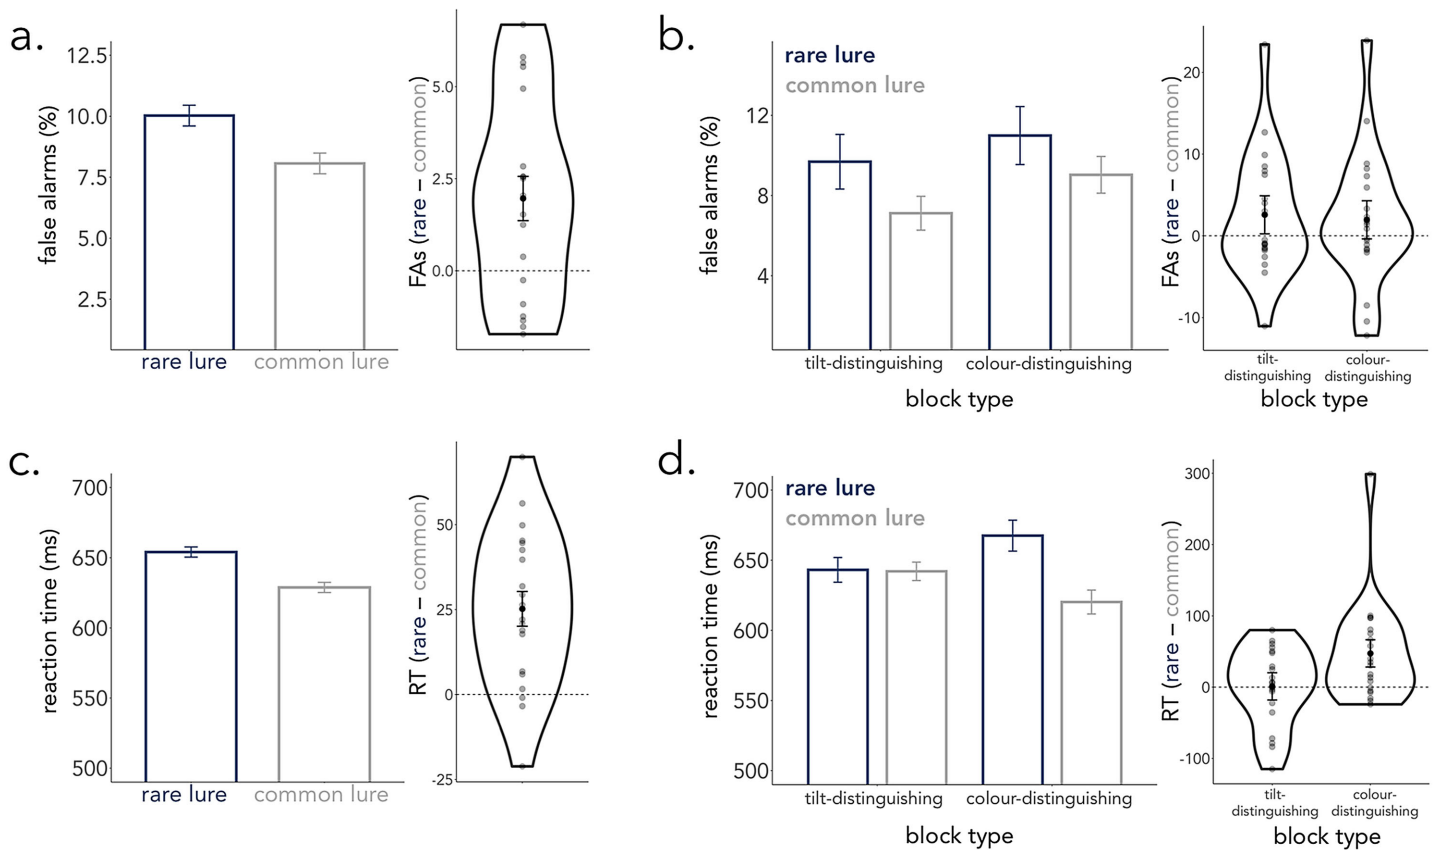 a.
false alarms (%)
12.5
10.0
7.5
5.0
2.5
rare lure
common lure
FAs (rare – common)
5.0
2.5
0.0
b.
rare lure
common lure
false alarms (%)
12
8
4
tilt-distinguishing
colour-distinguishing
block type
FAs (rare – common)
20
10
0
-10
tilt-
distinguishing
colour-
distinguishing
block type
c.
reaction time (ms)
700
650
600
550
500
rare lure
common lure
RT (rare – common)
50
25
0
-25
d.
rare lure
common lure
reaction time (ms)
700
650
600
550
500
tilt-distinguishing
colour-distinguishing
block type
RT (rare – common)
300
200
100
0
-100
tilt-
distinguishing
colour-
distinguishing
block type